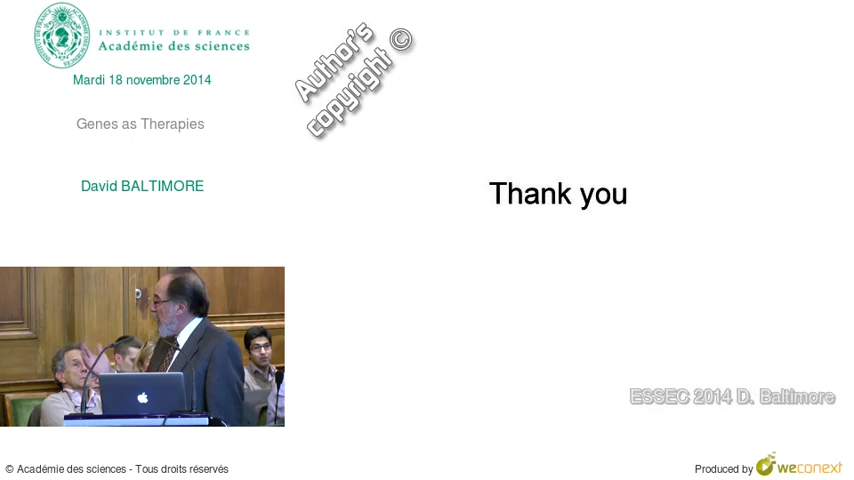 INSTITUT DE FRANCE
Académie des sciences
Mardi 18 novembre 2014
Genes as Therapies
David BALTIMORE
Author's
copyright ©
Thank you
ESSEC 2014 D. Baltimore
© Académie des sciences - Tous droits réservés
Produced by weconext